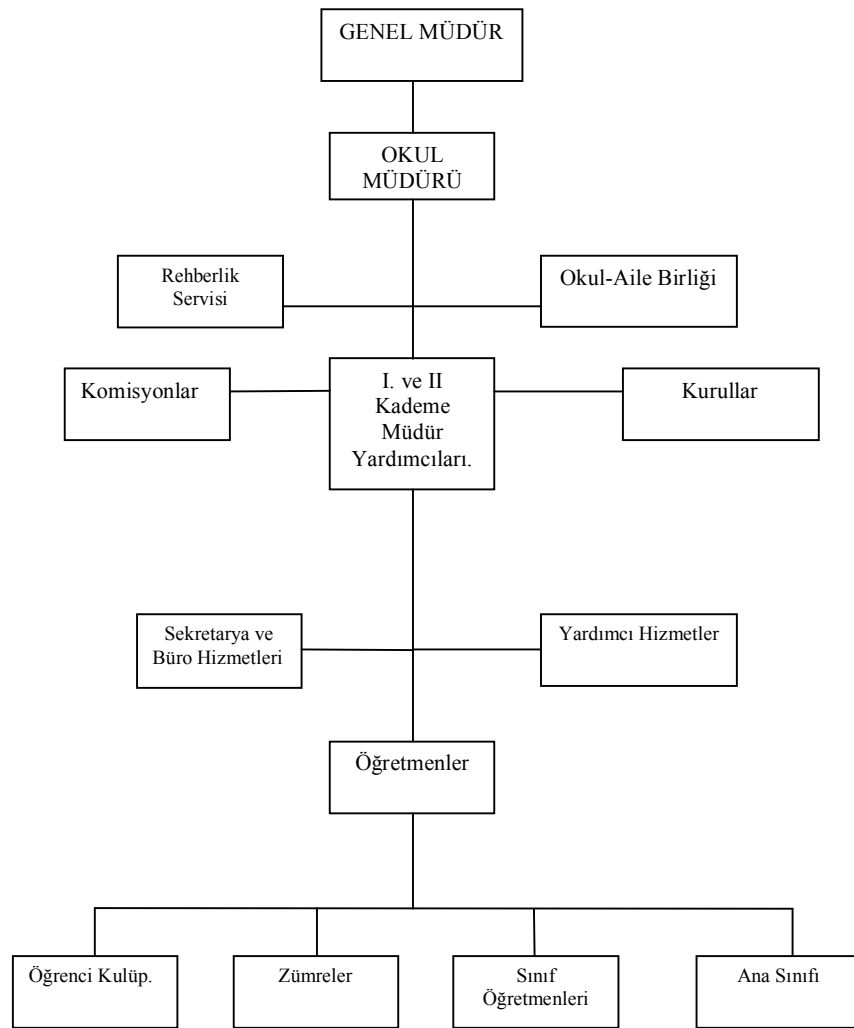 GENEL MÜDÜR
OKUL
MÜDÜRÜ
Rehberlik
Servisi
Okul-Aile Birliği
Komisyonlar
I. ve II
Kademe
Müdür
Yardımcıları.
Kurullar
Sekretarya ve
Büro Hizmetleri
Yardımcı Hizmetler
Öğretmenler
Öğrenci Kulüp.
Zümreler
Sınıf
Öğretmenleri
Ana Sınıfı